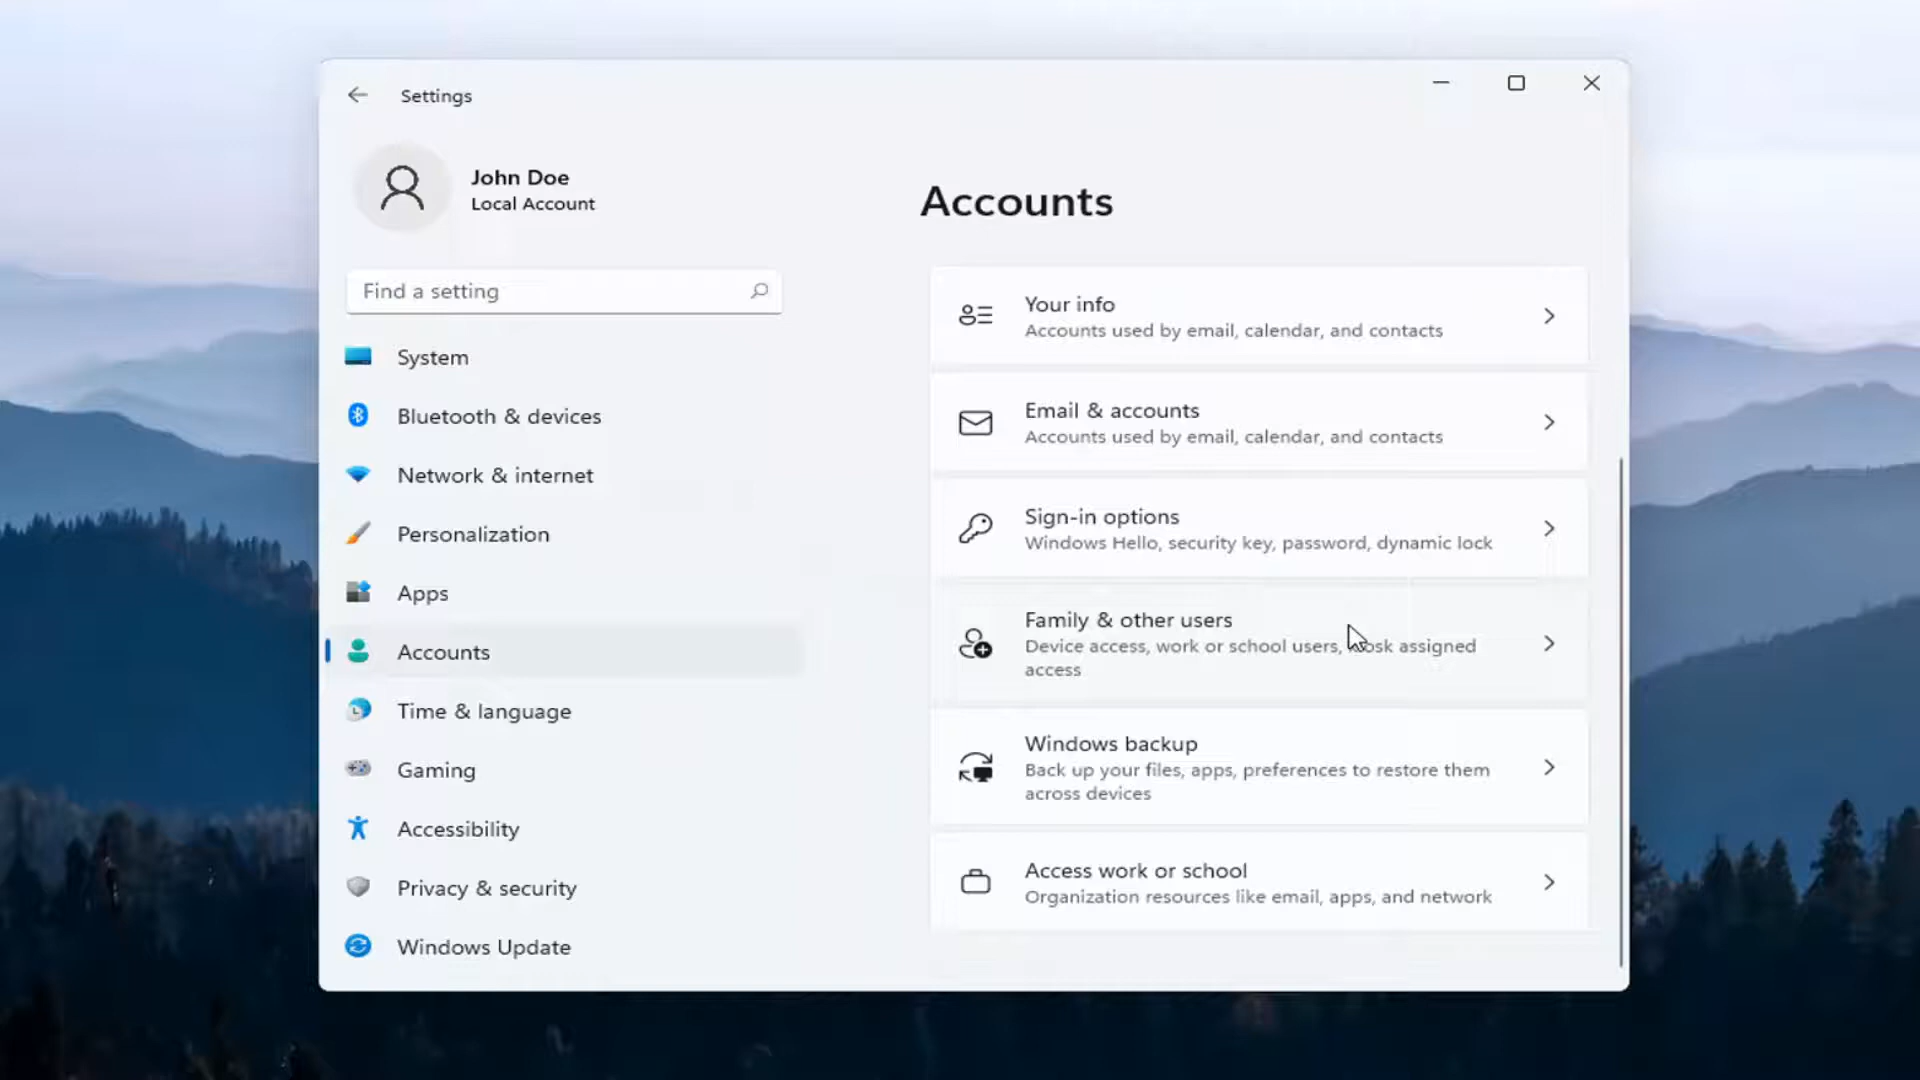 Settings
John Doe
Local Account
Find a setting
System
Bluetooth & devices
Network & internet
Personalization
Apps
Accounts
Time & language
Gaming
Accessibility
Privacy & security
Windows Update
Accounts
Your info
Accounts used by email, calendar, and contacts
Email & accounts
Accounts used by email, calendar, and contacts
Sign-in options
Windows Hello, security key, password, dynamic lock
Family & other users
Device access, work or school users, kiosk assigned
access
Windows backup
Back up your files, apps, preferences to restore them
across devices
Access work or school
Organization resources like email, apps, and network